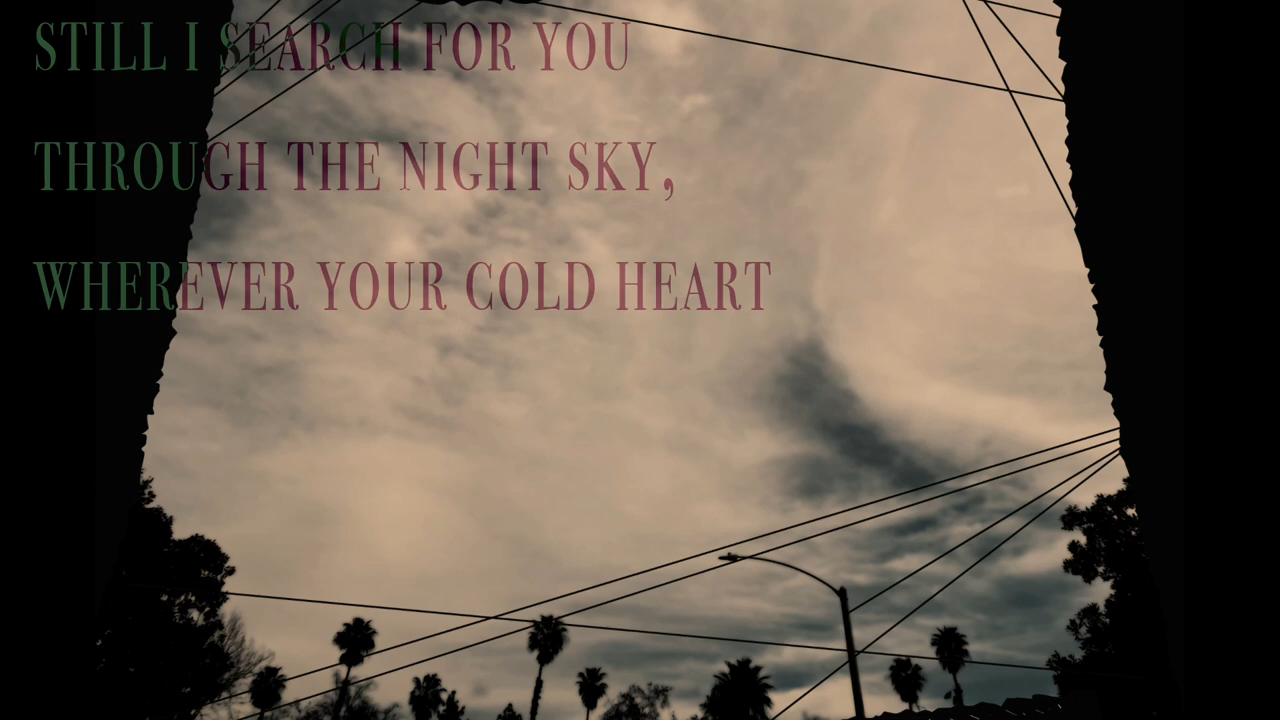 STILL I SEARCH FOR YOU
THROUGH THE NIGHT SKY,
WHEREVER YOUR COLD HEART